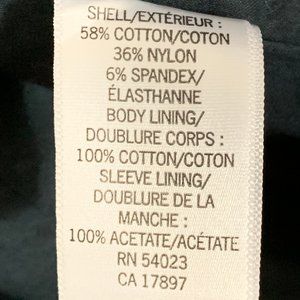 SHELL/EXTÉRIEUR :
58% COTTON/COTON
36% NYLON
6% SPANDEX/
ÉLASTHANNE
BODY LINING/
DOUBLURE CORPS :
100% COTTON/COTON
SLEEVE LINING/
DOUBLURE DE LA
MANCHE :
100% ACETATE/ACÉTATE
RN 54023
CA 17897